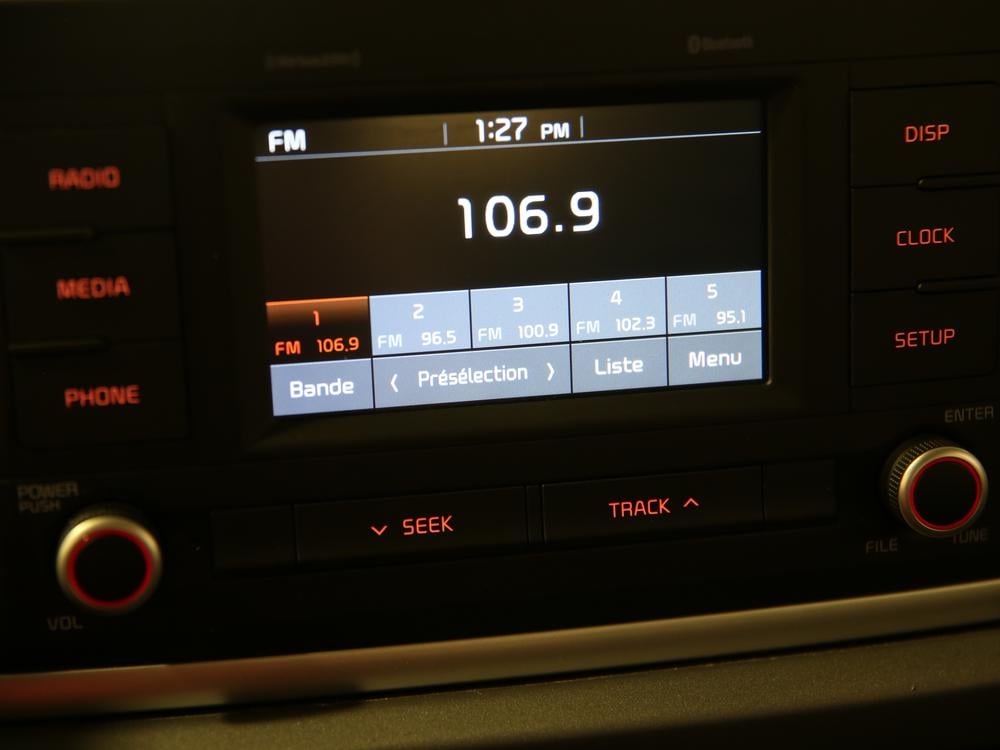 Bluetooth
FM 1:27 PM
DISP
RADIO
106.9
CLOCK
MEDIA
1 2 3 4 5
FM 106.9 FM 96.5 FM 100.9 FM 102.3 FM 95.1
SETUP
Bande ‹ Présélection › Liste Menu
PHONE
ENTER
POWER
PUSH
SEEK
TRACK
FILE TUNE
VOL